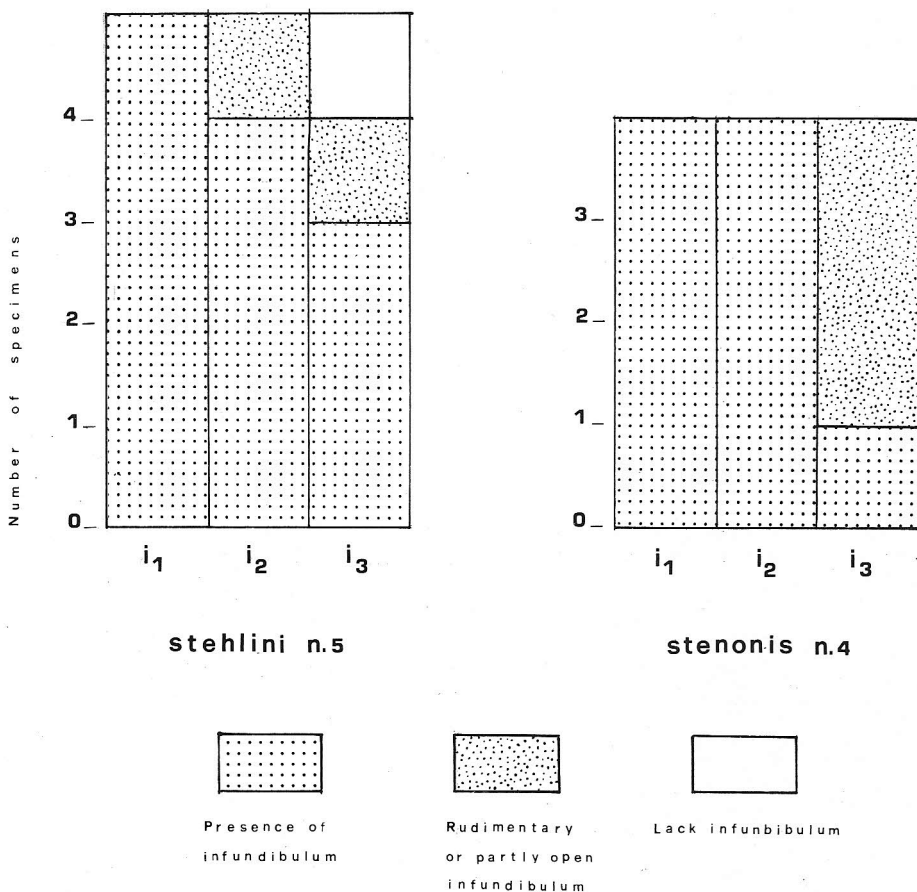 Number of specimens
4
3
2
1
0
i1 i2 i3
stehlini n.5
3
2
1
0
i1 i2 i3
stenonis n.4
Presence of
infundibulum
Rudimentary
or partly open
infundibulum
Lack infunbibulum